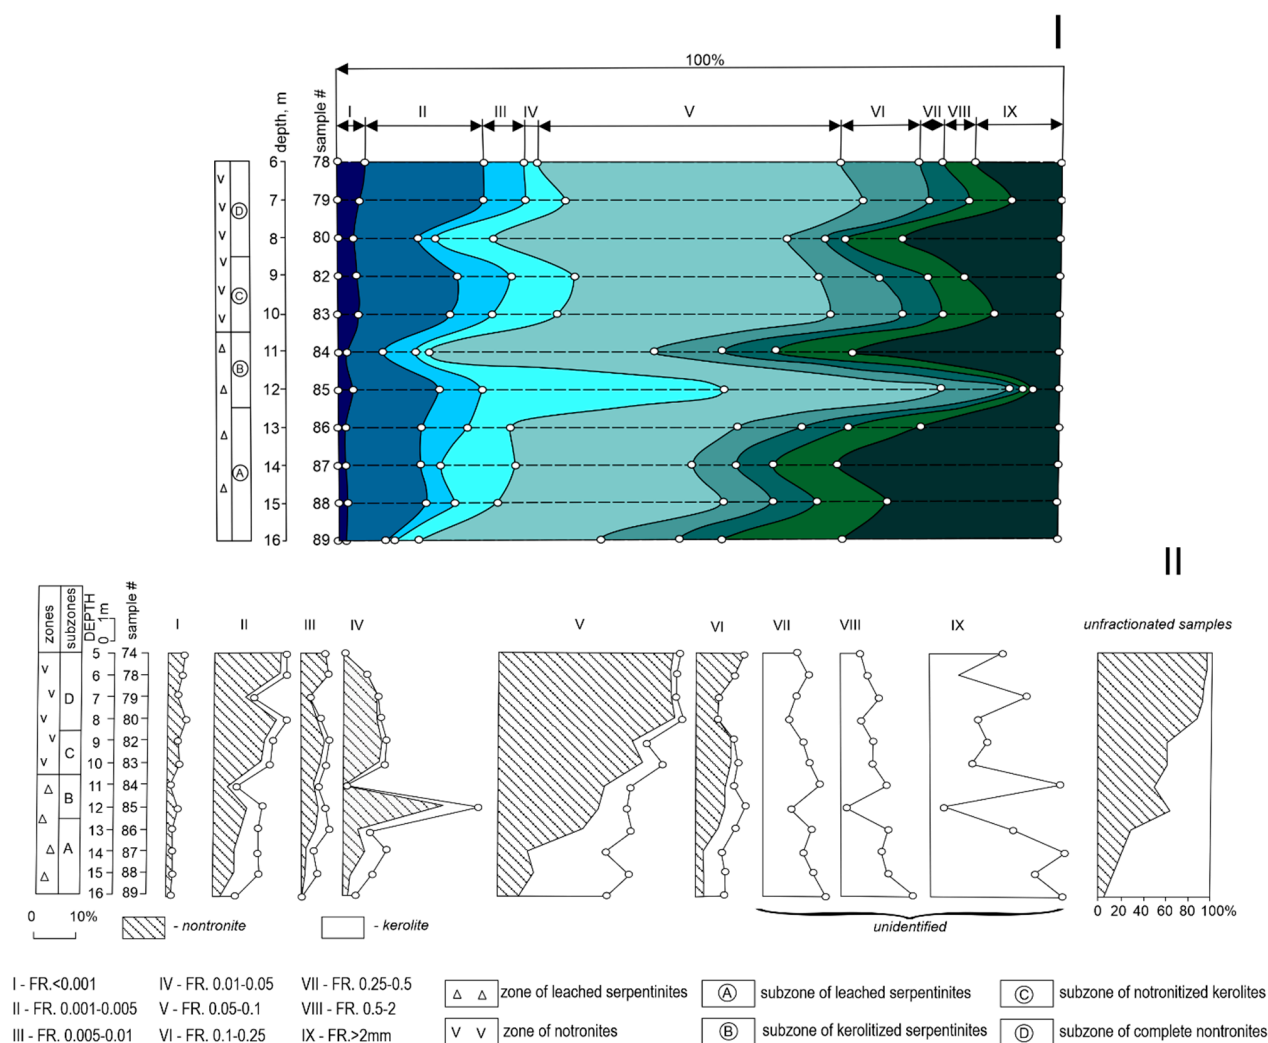 I
100%
depth, m
sample #
I II III IV V VI VII VIII IX
6 78
V
7 79
V D
8 80
V
V
9 82
V C
10 83
V
11 84
B
12 85
13 86
14 87
A
15 88
16 89
II
zones
subzones
DEPTH
0 1m
sample #
I II III IV V VI VII VIII IX unfractionated samples
5 74
V
6 78
V D
7 79
V
8 80
V
9 82
C
V
10 83
11 84
B
12 85
13 86
A
14 87
15 88
16 89
0 10%
- nontronite
- kerolite
unidentified
0 20 40 60 80 100%
I - FR.<0.001
II - FR. 0.001-0.005
III - FR. 0.005-0.01
IV - FR. 0.01-0.05
V - FR. 0.05-0.1
VI - FR. 0.1-0.25
VII - FR. 0.25-0.5
VIII - FR. 0.5-2
IX - FR.>2mm
zone of leached serpentinites
V V zone of notronites
A subzone of leached serpentinites
B subzone of kerolitized serpentinites
C subzone of notronitized kerolites
D subzone of complete nontronites